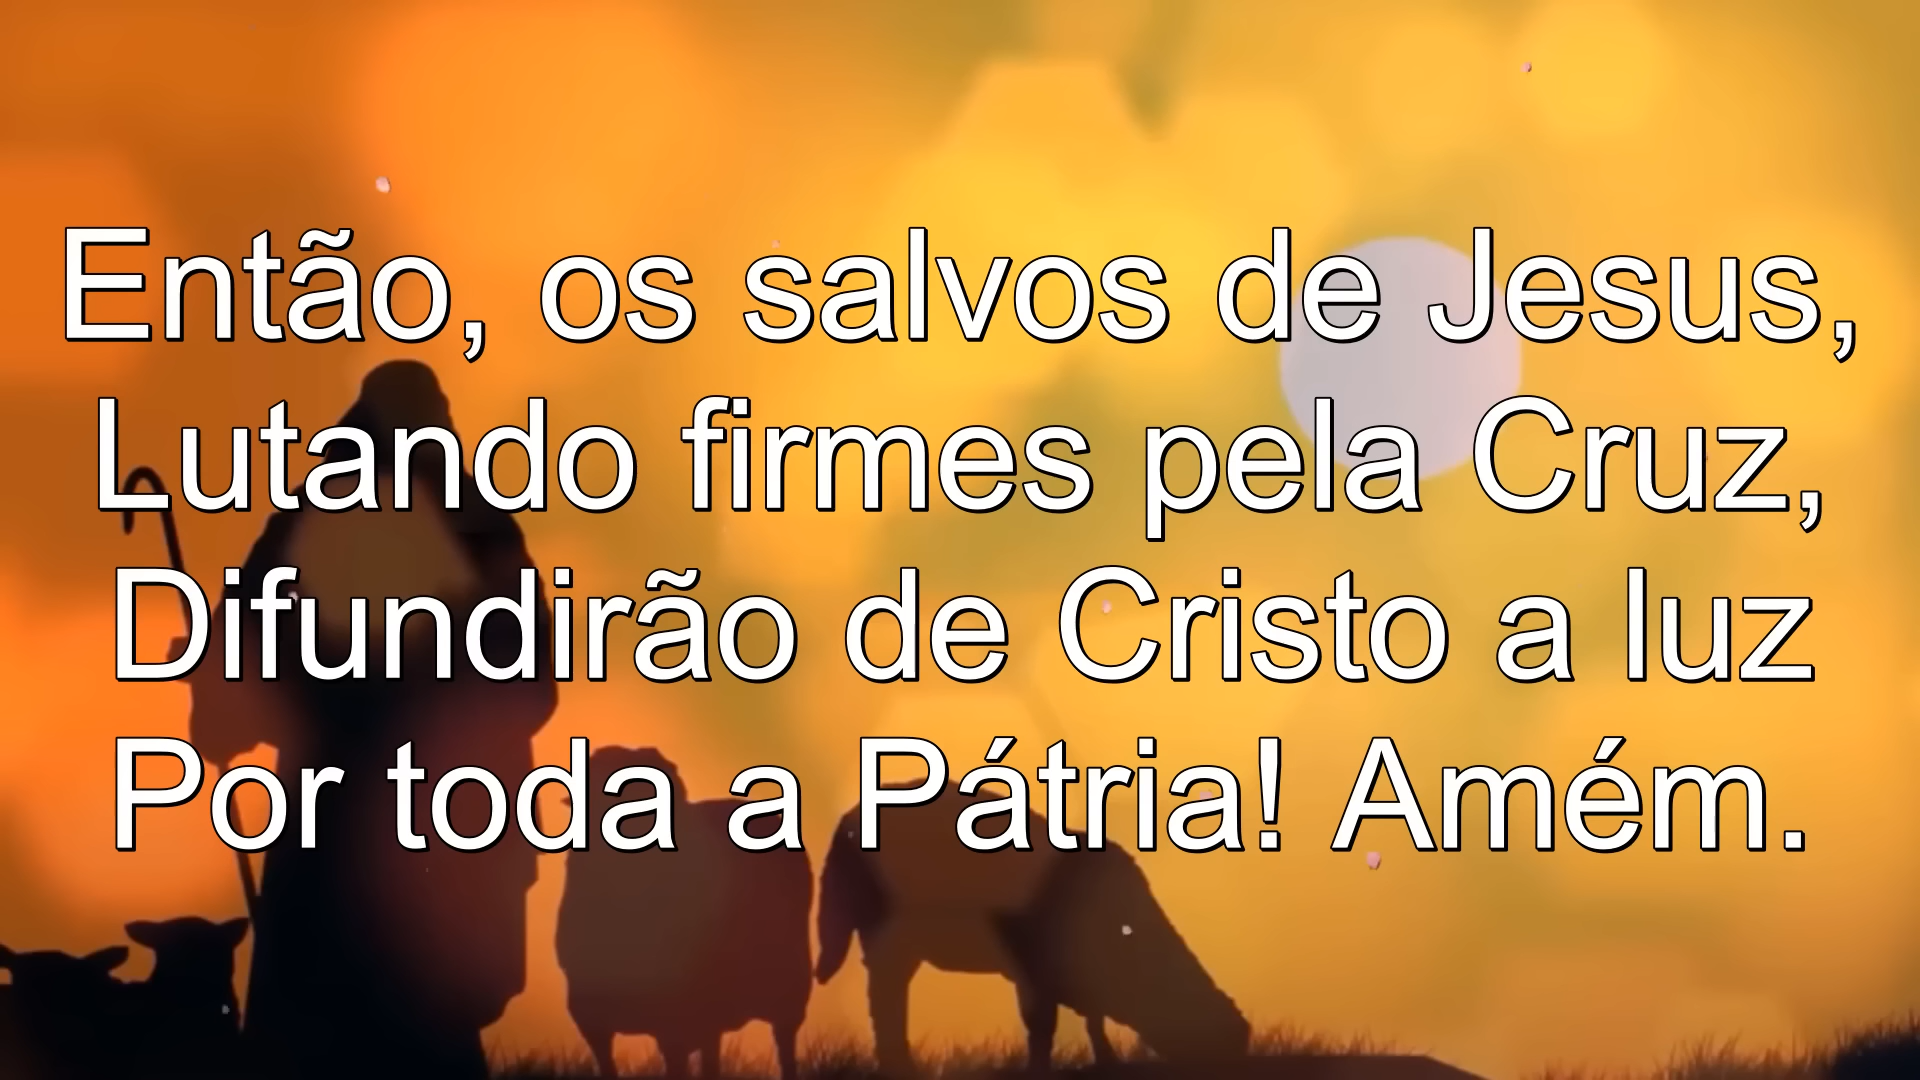 Então, os salvos de Jesus,
Lutando firmes pela Cruz,
Difundirão de Cristo a luz
Por toda a Pátria! Amém.